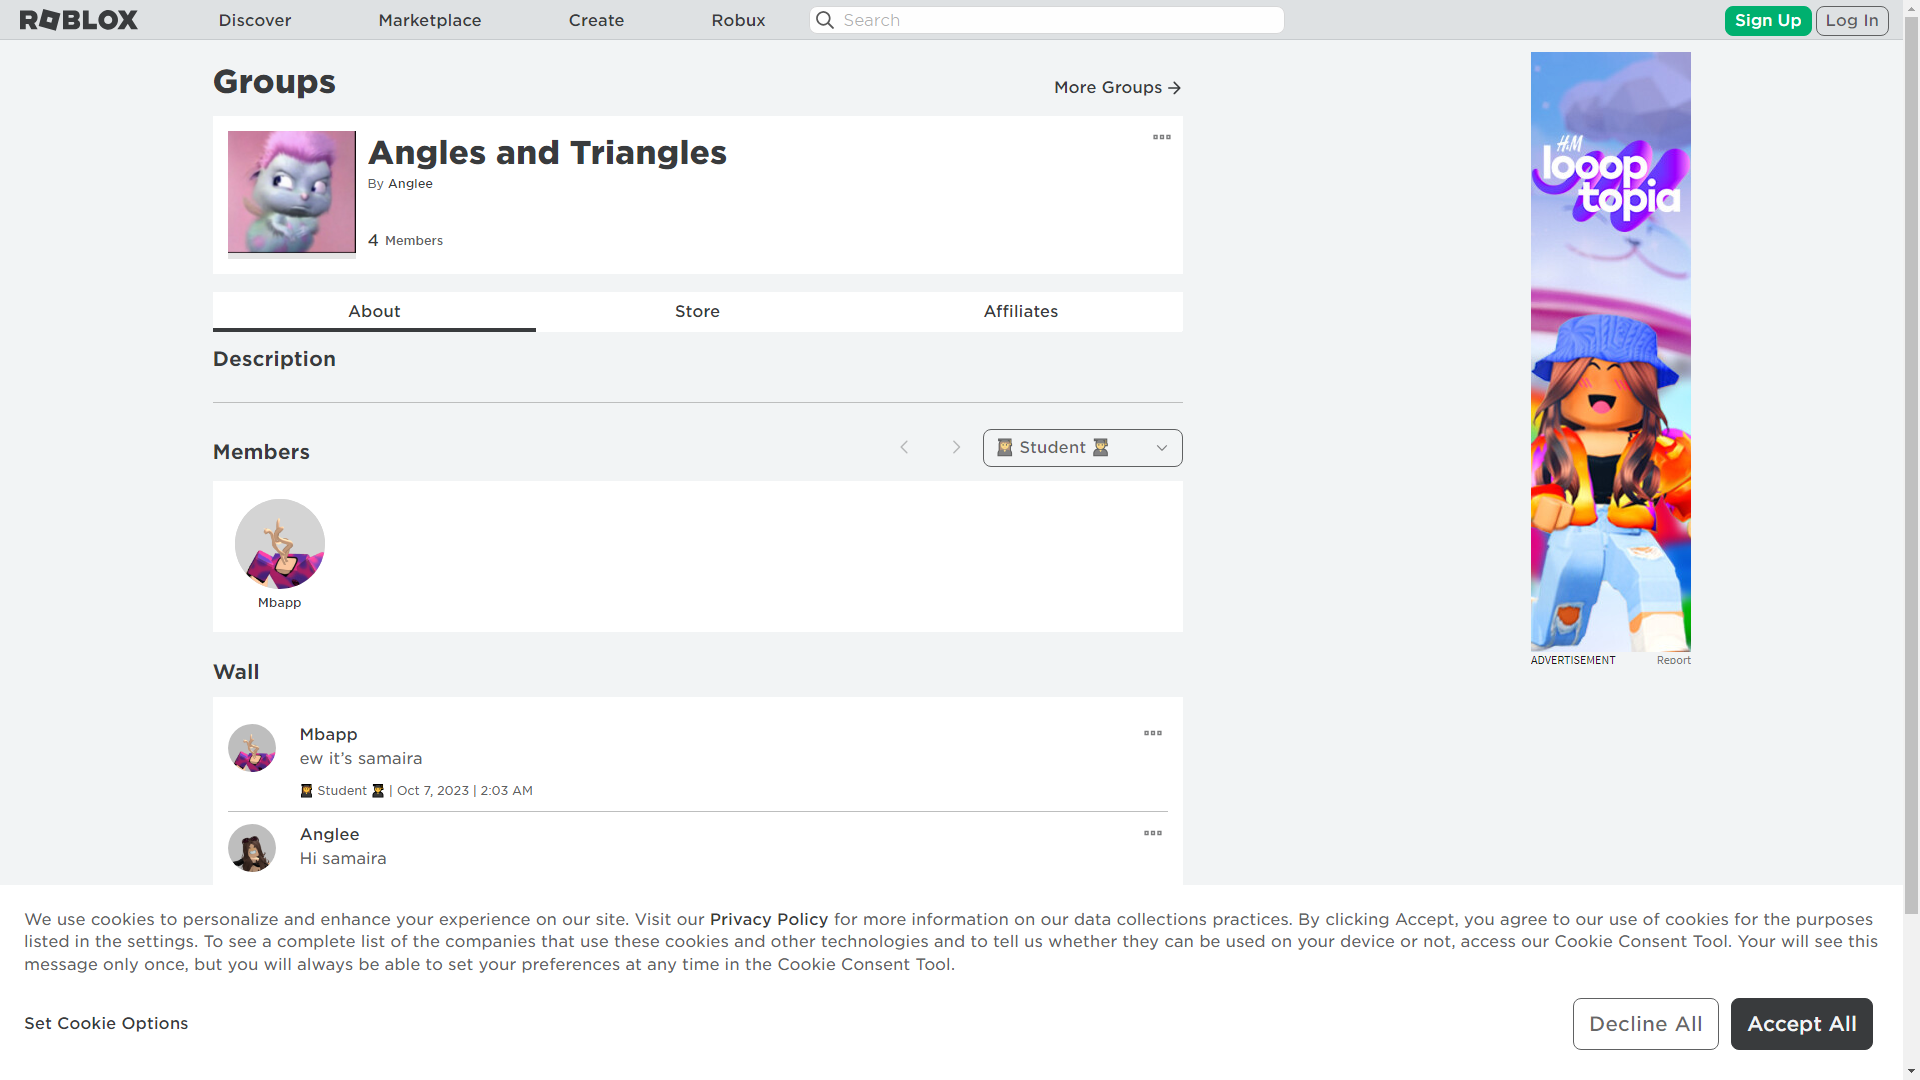 ROBLOX
Discover
Marketplace
Create
Robux
Search
Sign Up
Log In
Groups
More Groups →
Angles and Triangles
By Anglee
4 Members
About
Store
Affiliates
Description
Members
👩‍🎓 Student 👨‍🎓
Mbapp
Wall
Mbapp
ew it’s samaira
👩‍🎓 Student 👨‍🎓 | Oct 7, 2023 | 2:03 AM
Anglee
Hi samaira
H&M
looop
topia
ADVERTISEMENT
Report
We use cookies to personalize and enhance your experience on our site. Visit our Privacy Policy for more information on our data collections practices. By clicking Accept, you agree to our use of cookies for the purposes
listed in the settings. To see a complete list of the companies that use these cookies and other technologies and to tell us whether they can be used on your device or not, access our Cookie Consent Tool. Your will see this
message only once, but you will always be able to set your preferences at any time in the Cookie Consent Tool.
Set Cookie Options
Decline All
Accept All